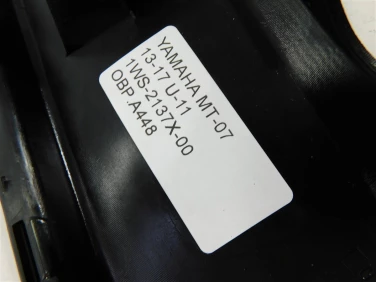 YAMAHA MT-07
13-17 U-11
1WS-2137X-00
OBP A448